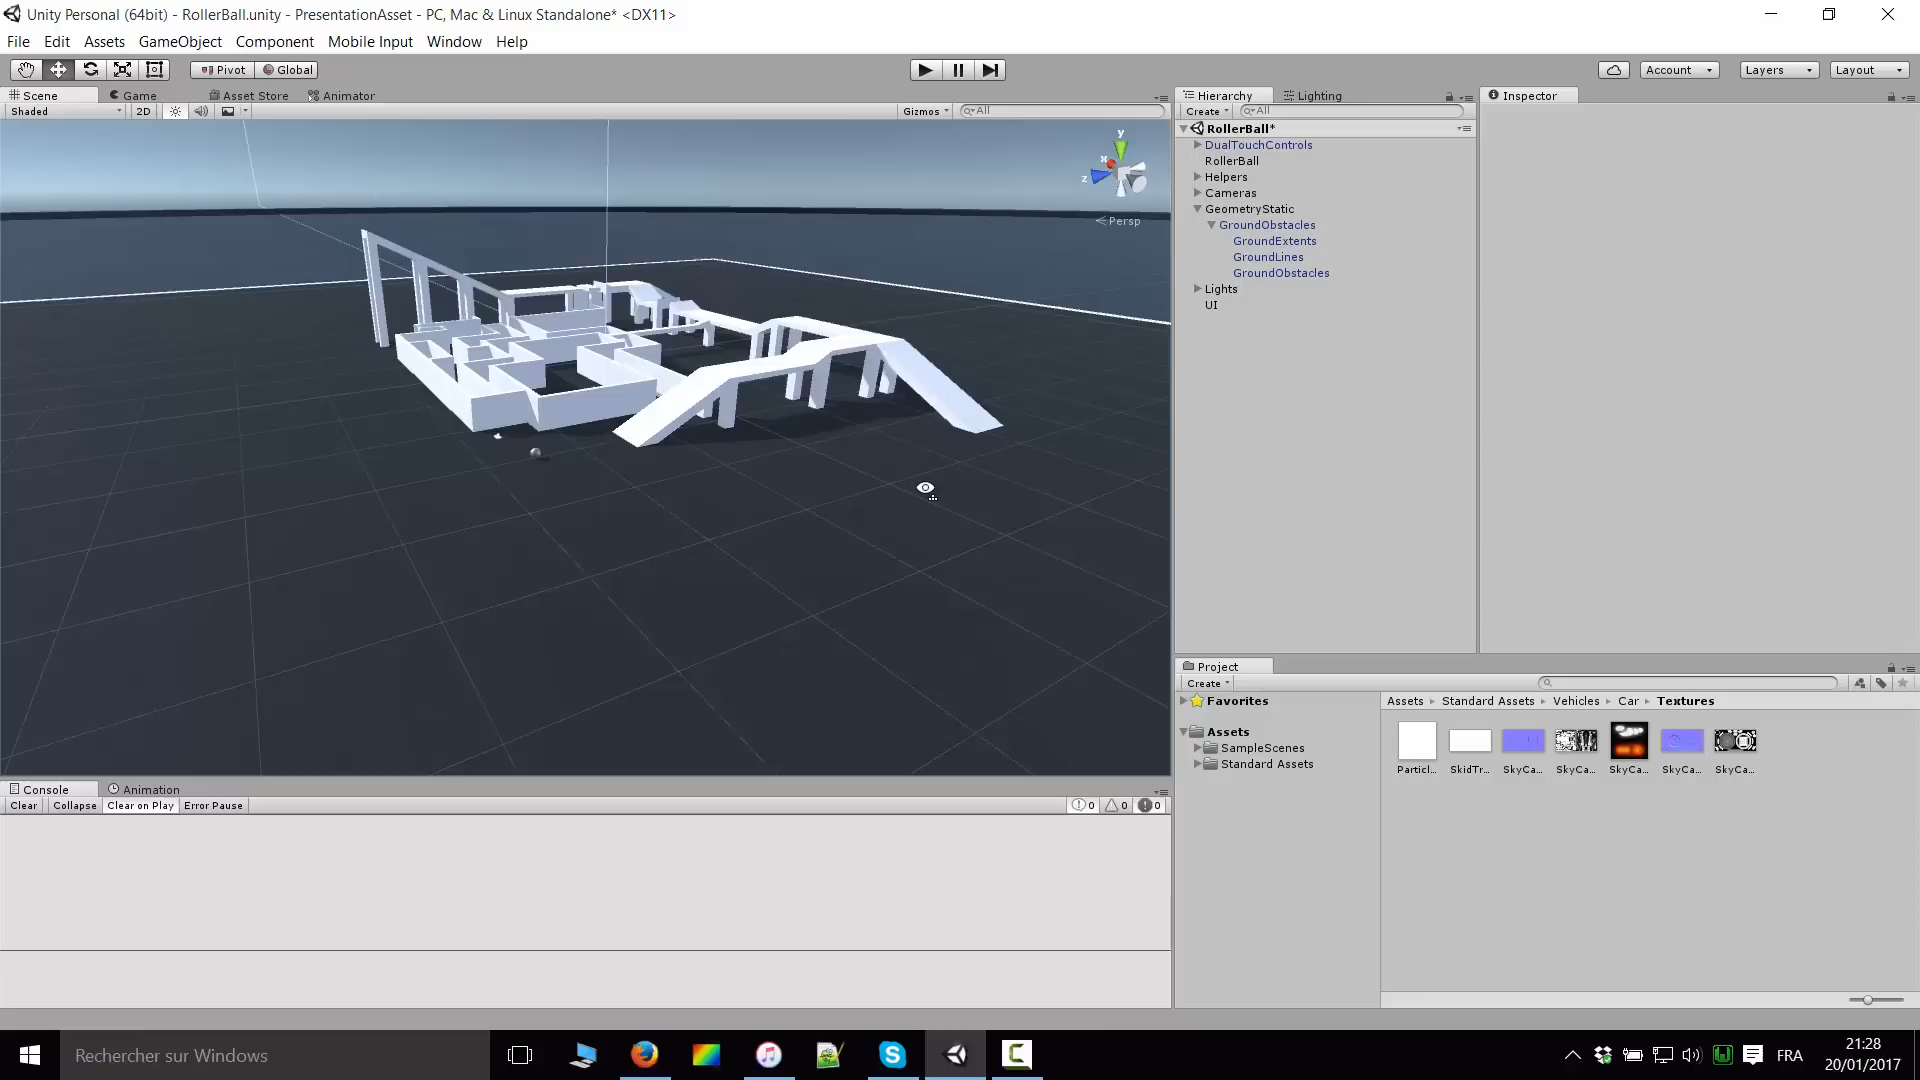 Unity Personal (64bit) - RollerBall.unity - PresentationAsset - PC, Mac & Linux Standalone* <DX11>
File Edit Assets GameObject Component Mobile Input Window Help
Pivot Global Account Layers Layout
Scene Game Asset Store Animator
Shaded 2D Gizmos All
y
x
z
Persp
Hierarchy Lighting
Create All
RollerBall*
DualTouchControls
RollerBall
Helpers
Cameras
GeometryStatic
GroundObstacles
GroundExtents
GroundLines
GroundObstacles
Lights
UI
Inspector
Project
Create
Favorites
Assets
SampleScenes
Standard Assets
Assets Standard Assets Vehicles Car Textures
Particl... SkidTr... SkyCa... SkyCa... SkyCa... SkyCa... SkyCa...
Console Animation
Clear Collapse Clear on Play Error Pause 0 0 0
Rechercher sur Windows
FRA
21:28
20/01/2017